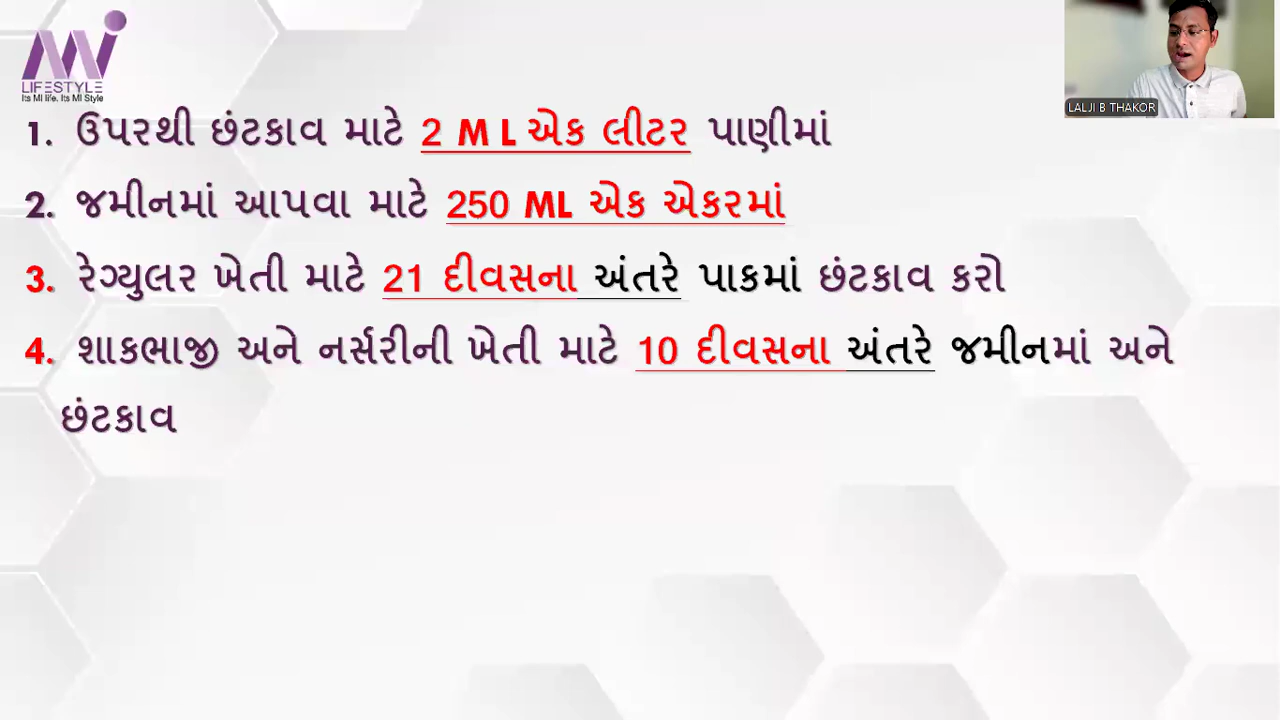 MI
LIFESTYLE
Its MI life. Its MI Style
LALJI B THAKOR
1. ઉપરથી છંટકાવ માટે 2 M L એક લીટર પાણીમાં
2. જમીનમાં આપવા માટે 250 ML એક એકરમાં
3. રેગ્યુલર ખેતી માટે 21 દીવસના અંતરે પાકમાં છંટકાવ કરો
4. શાકભાજી અને નર્સરીની ખેતી માટે 10 દીવસના અંતરે જમીનમાં અને
છંટકાવ